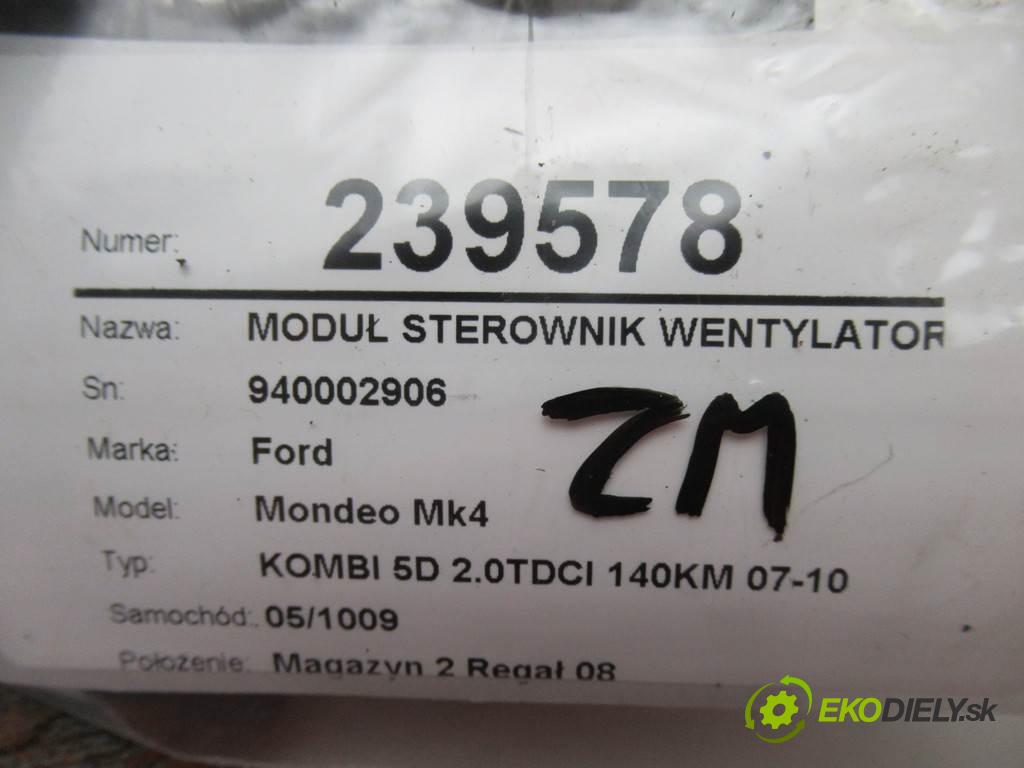 Numer: 239578
Nazwa: MODUŁ STEROWNIK WENTYLATOR
Sn: 940002906
ZM
Marka: Ford
Model: Mondeo Mk4
Typ: KOMBI 5D 2.0TDCI 140KM 07-10
Samochód: 05/1009
Położenie: Magazyn 2 Regał 08
EKODIELY.sk